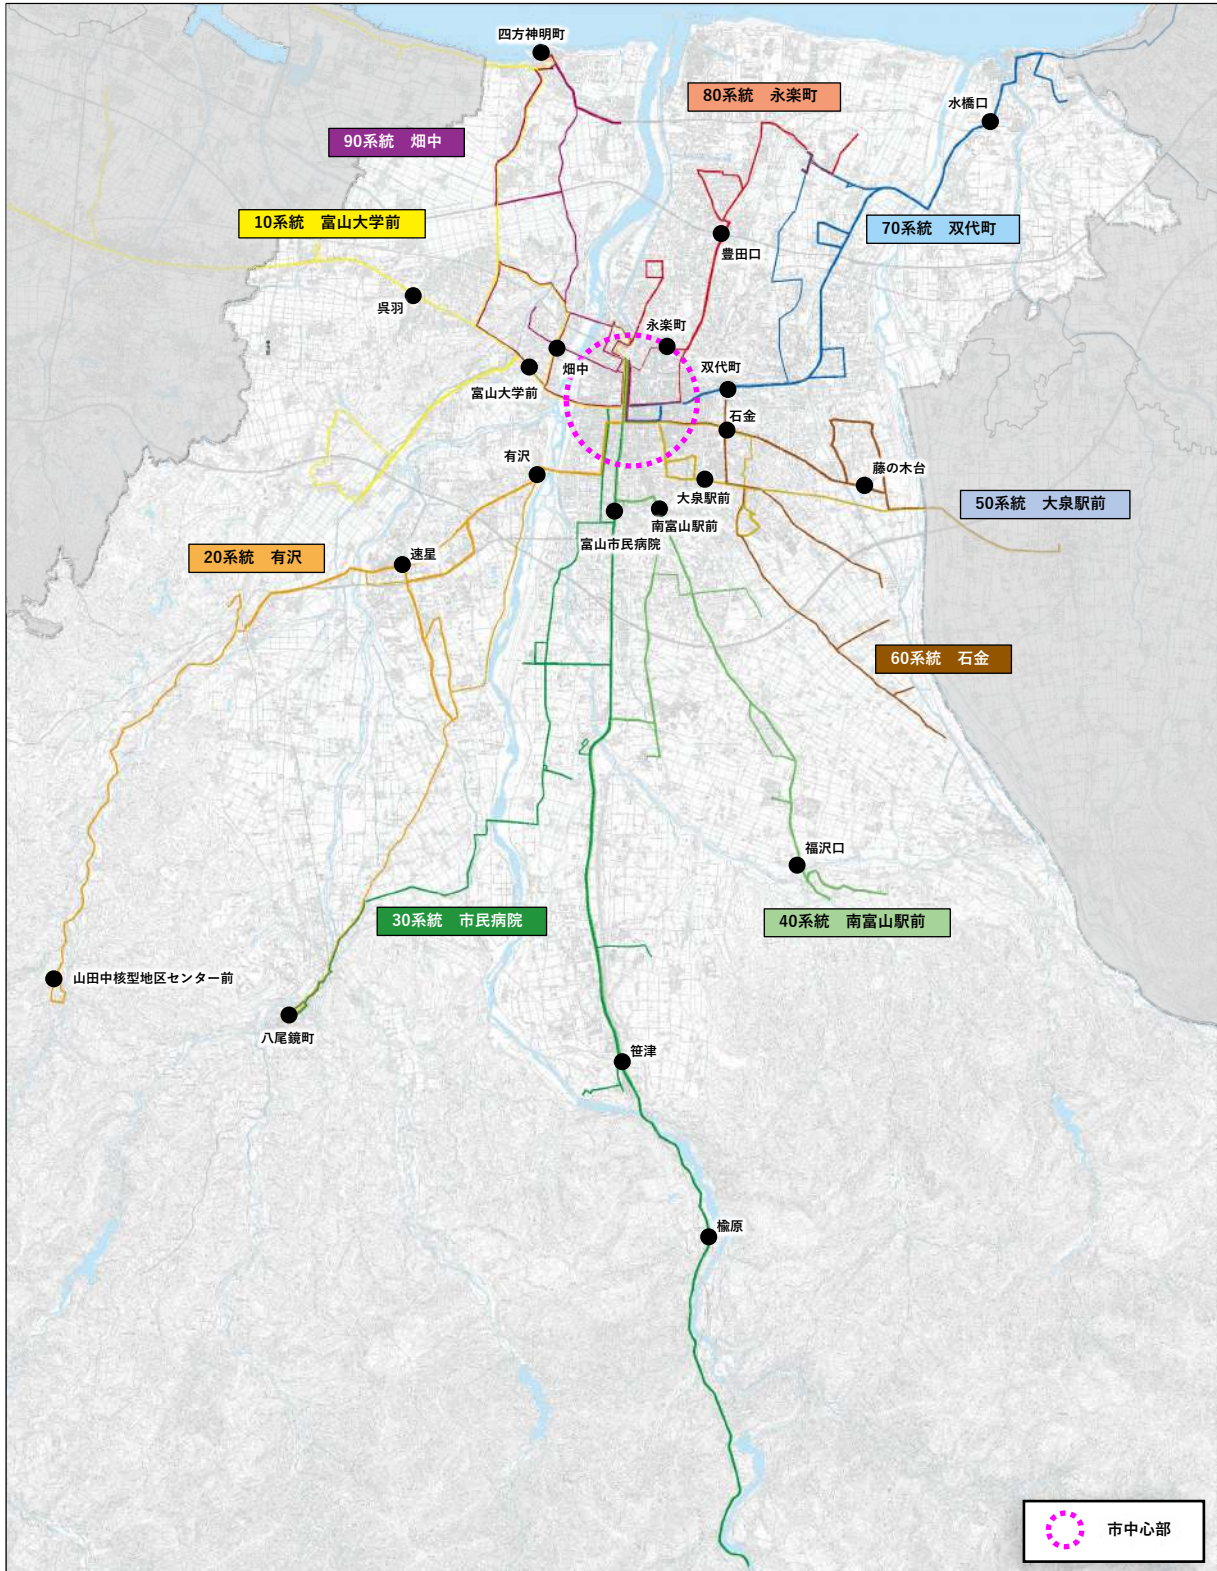 四方神明町
80系統　永楽町
水橋口
90系統　畑中
10系統　富山大学前
70系統　双代町
豊田口
呉羽
永楽町
畑中
双代町
富山大学前
石金
有沢
藤の木台
大泉駅前
50系統　大泉駅前
南富山駅前
富山市民病院
20系統　有沢
速星
60系統　石金
福沢口
30系統　市民病院
40系統　南富山駅前
山田中核型地区センター前
八尾鏡町
笹津
楡原
市中心部